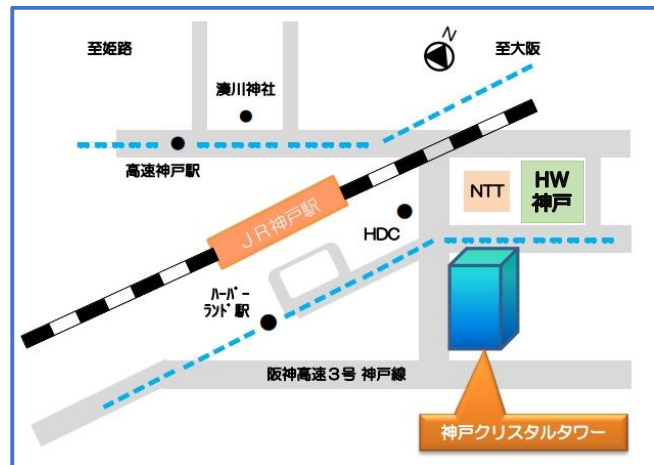 至姫路
N
至大阪
湊川神社
高速神戸駅
NTT
HW
神戸
JR神戸駅
HDC
ハーバー
ランド駅
阪神高速3号 神戸線
神戸クリスタルタワー